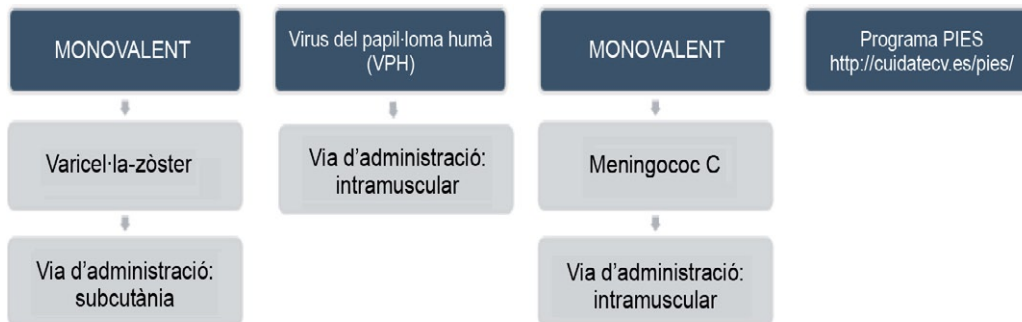 MONOVALENT
Varicel·la-zòster
Via d’administració:
subcutània
Virus del papil·loma humà
(VPH)
Via d’administració:
intramuscular
MONOVALENT
Meningococ C
Via d’administració:
intramuscular
Programa PIES
http://cuidatecv.es/pies/